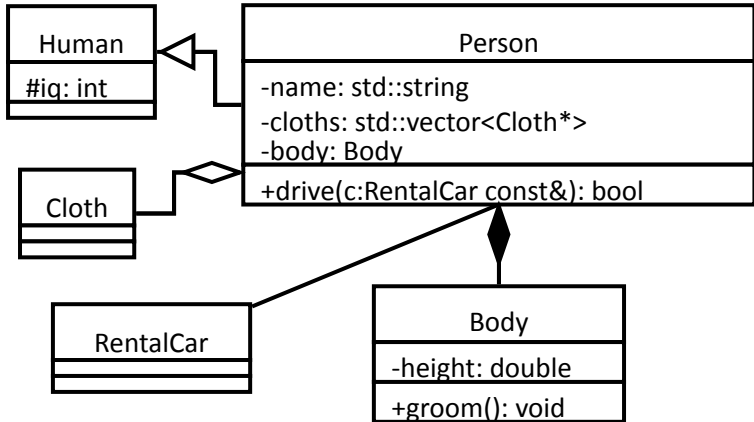 Human
#iq: int
Person
-name: std::string
-cloths: std::vector<Cloth*>
-body: Body
+drive(c:RentalCar const&): bool
Cloth
RentalCar
Body
-height: double
+groom(): void